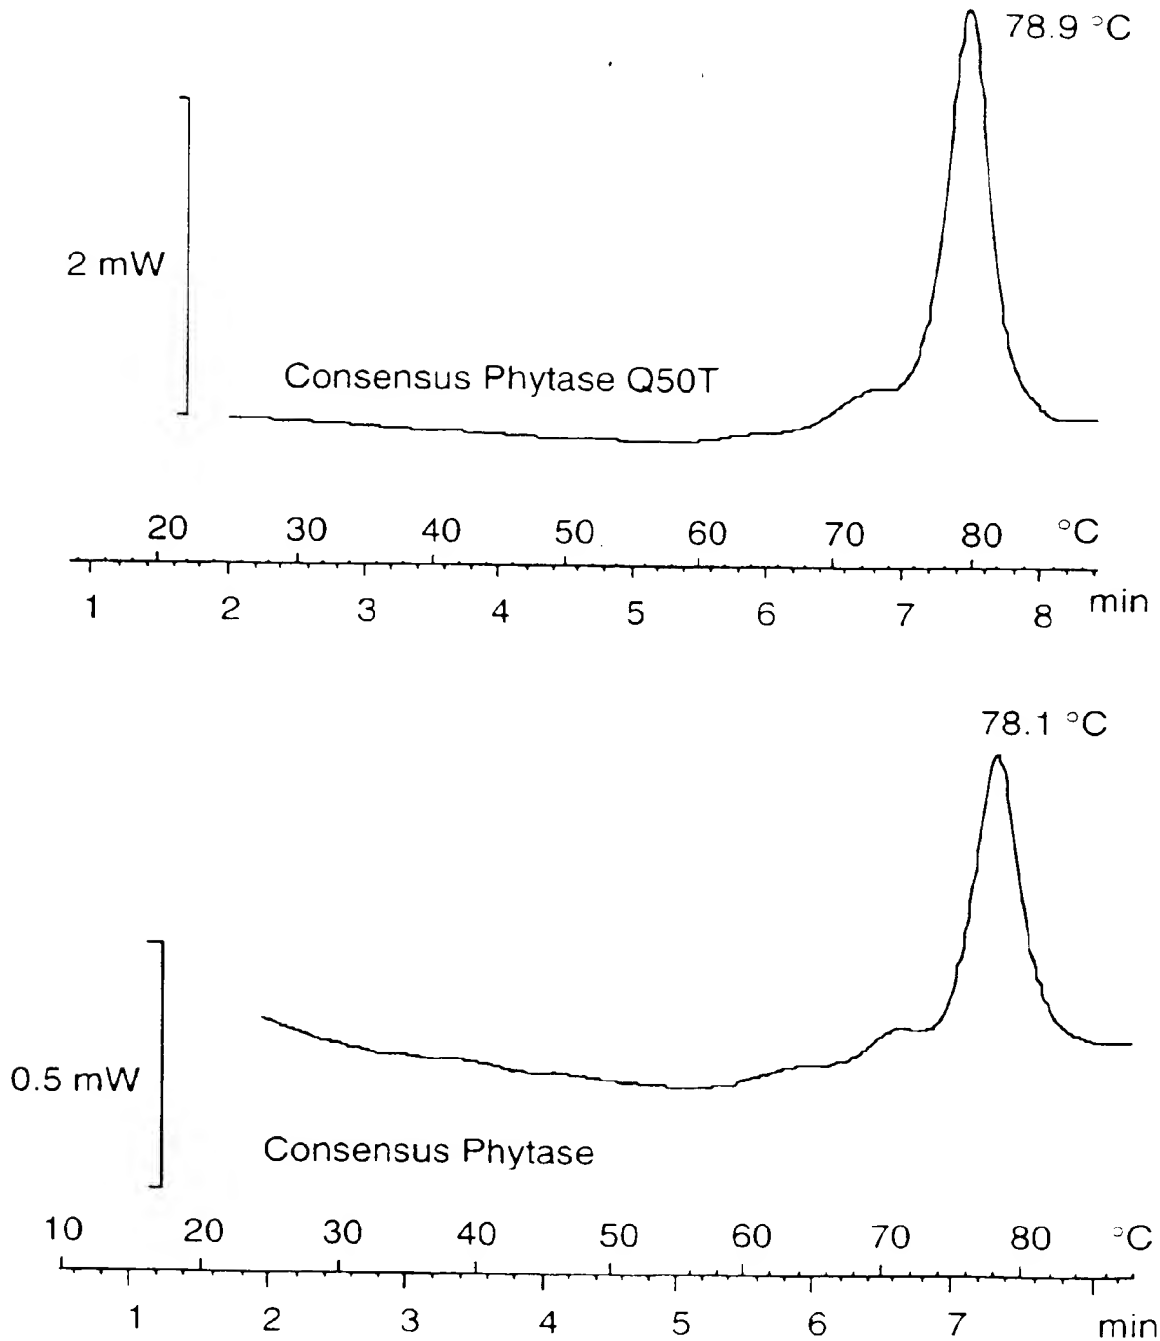 78.9 °C
2 mW
Consensus Phytase Q50T
20 30 40 50 60 70 80 °C
1 2 3 4 5 6 7 8 min
78.1 °C
0.5 mW
Consensus Phytase
10 20 30 40 50 60 70 80 °C
1 2 3 4 5 6 7 min